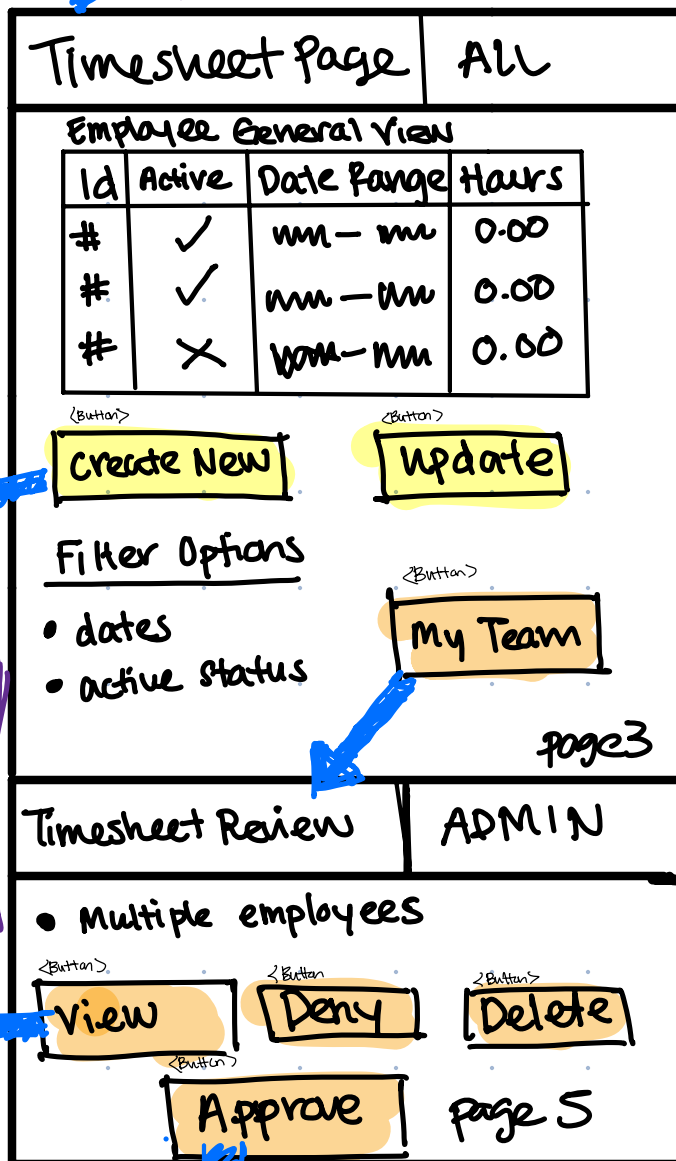 Timesheet Page ALL
Employee General View
Id Active Date Range Hours
# ✓ 0.00
# ✓ 0.00
# X 0.00
<Button> <Button>
Create New Update
Filter Options
<Button>
• dates
My Team
• active status
page3
Timesheet Review ADMIN
• Multiple employees
<Button> <Button <Button>
View Deny Delete
<Button>
Approve page 5